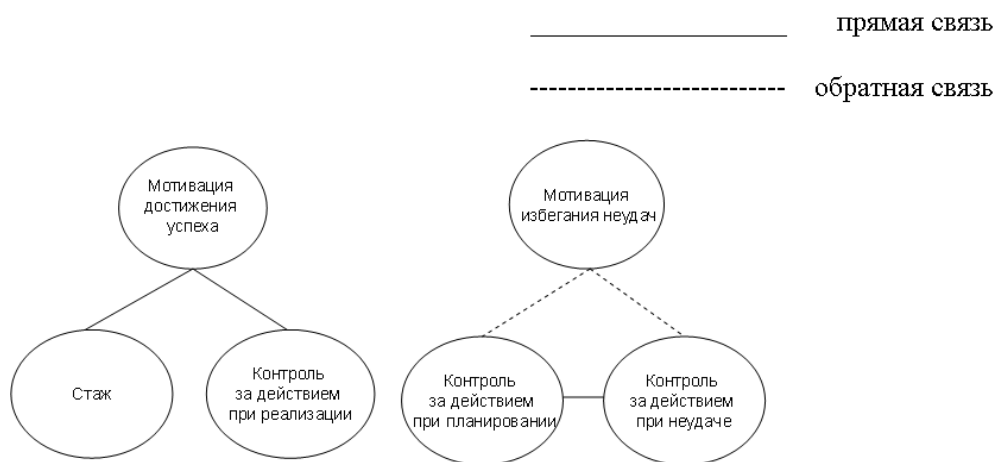 прямая связь
обратная связь
Мотивация
достижения
успеха
Мотивация
избегания неудач
Стаж
Контроль
за действием
при реализации
Контроль
за действием
при планировании
Контроль
за действием
при неудаче